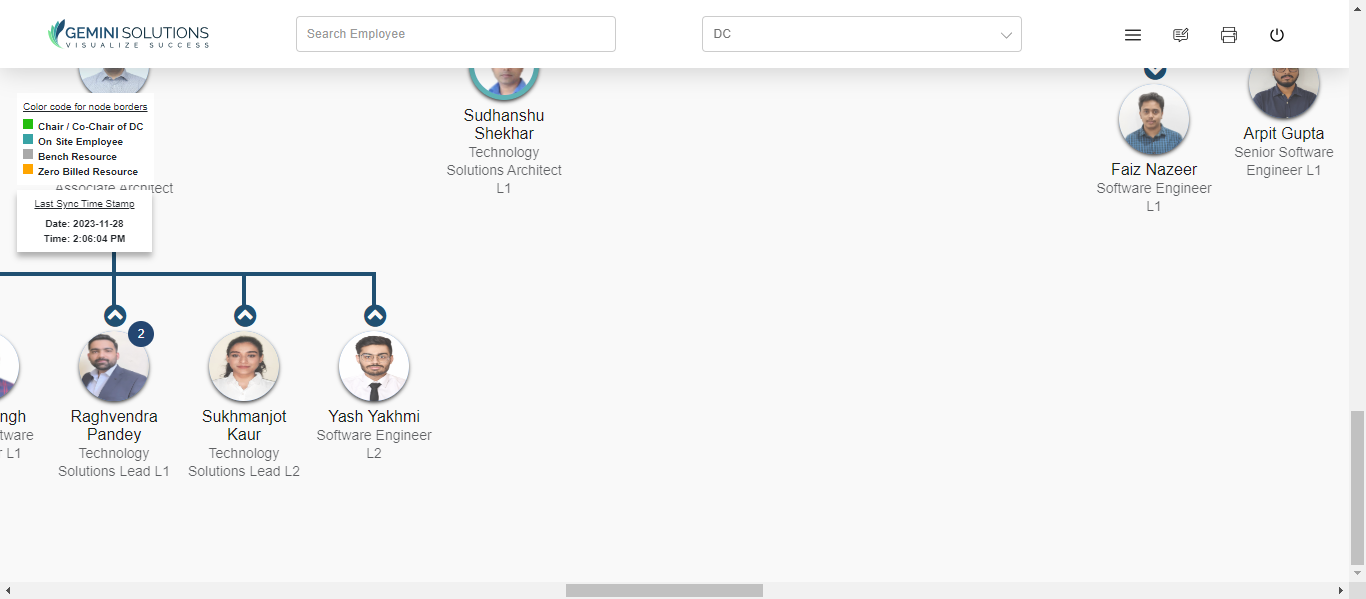 GEMINI SOLUTIONS
VISUALIZE SUCCESS
Search Employee
DC
Color code for node borders
Chair / Co-Chair of DC
On Site Employee
Bench Resource
Zero Billed Resource
Associate Architect
Last Sync Time Stamp
Date: 2023-11-28
Time: 2:06:04 PM
Sudhanshu
Shekhar
Technology
Solutions Architect
L1
Faiz Nazeer
Software Engineer
L1
Arpit Gupta
Senior Software
Engineer L1
ngh
tware
r L1
2
Raghvendra
Pandey
Technology
Solutions Lead L1
Sukhmanjot
Kaur
Technology
Solutions Lead L2
Yash Yakhmi
Software Engineer
L2